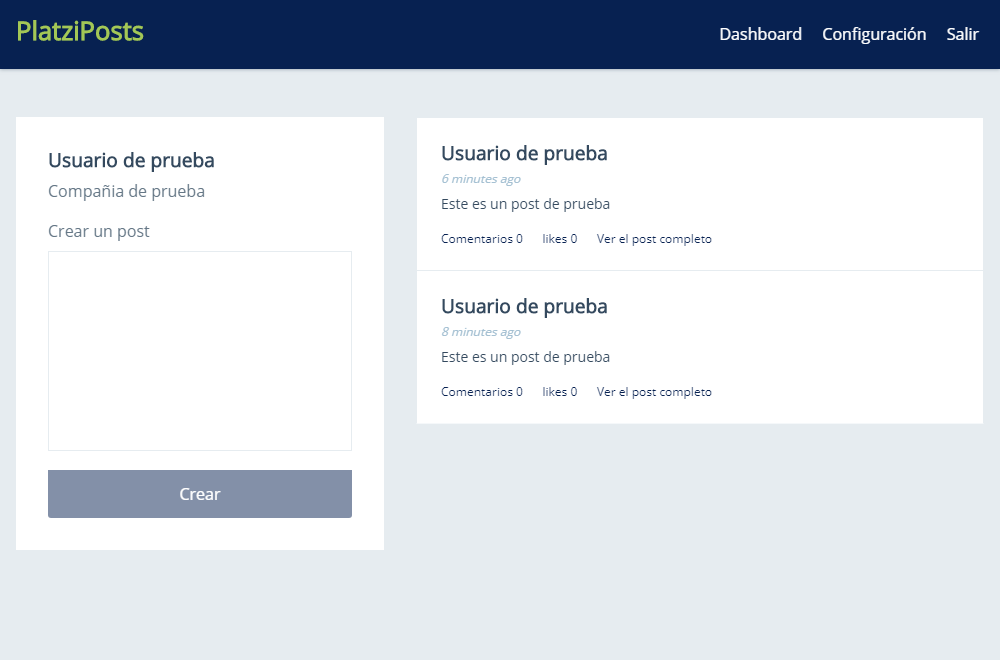 PlatziPosts
Dashboard Configuración Salir
Usuario de prueba
Compañia de prueba
Crear un post
Crear
Usuario de prueba
6 minutes ago
Este es un post de prueba
Comentarios 0 likes 0 Ver el post completo
Usuario de prueba
8 minutes ago
Este es un post de prueba
Comentarios 0 likes 0 Ver el post completo